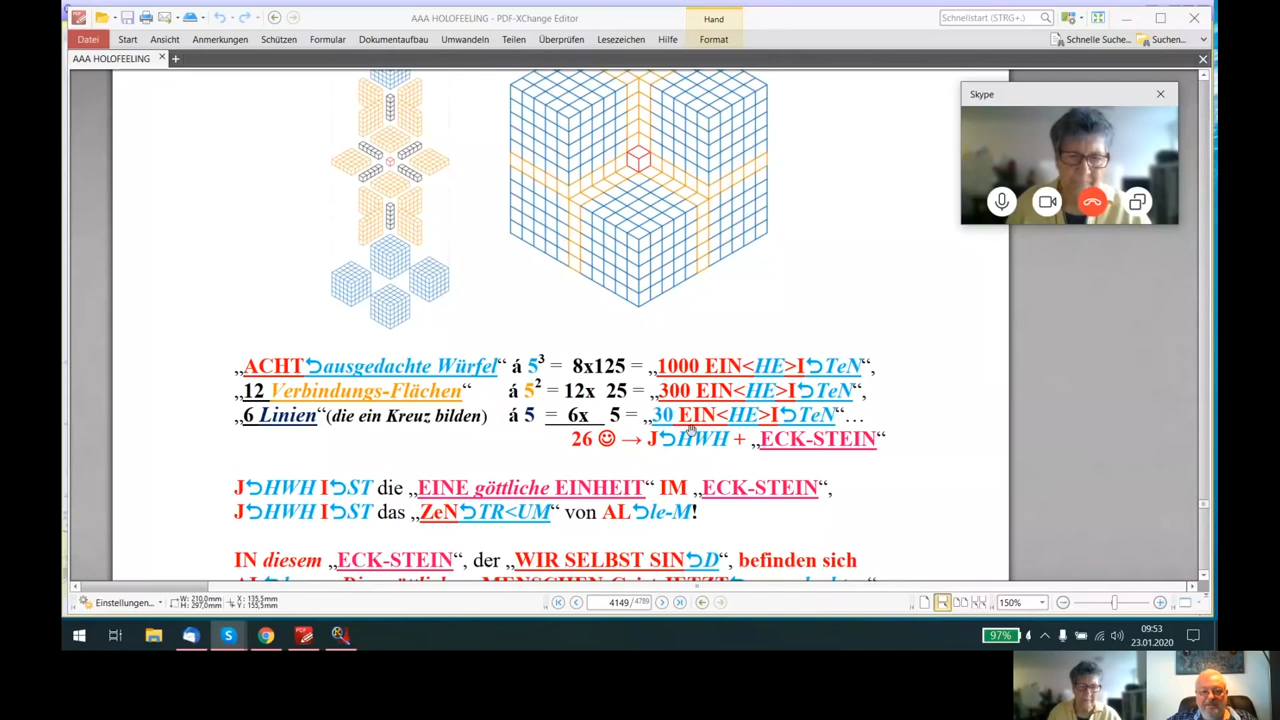 AAA HOLOFEELING - PDF-XChange Editor
Hand
Schnellstart (STRG+.)
Datei Start Ansicht Anmerkungen Schützen Formular Dokumentaufbau Umwandeln Teilen Überprüfen Lesezeichen Hilfe Format Schnelle Suche... Suchen...
AAA HOLOFEELING
Skype
„ACHT⮌ausgedachte Würfel“ á 5³ = 8x125 = „1000 EIN<HE>I⮌TeN“,
„12 Verbindungs-Flächen“ á 5² = 12x 25 = „300 EIN<HE>I⮌TeN“,
„6 Linien“(die ein Kreuz bilden) á 5 = 6x 5 = „30 EIN<HE>I⮌TeN“…
26 ☺ → J⮌HWH + „ECK-STEIN“
J⮌HWH I⮌ST die „EINE göttliche EINHEIT“ IM „ECK-STEIN“,
J⮌HWH I⮌ST das „ZeN⮌TR<UM“ von AL⮌le-M!
IN diesem „ECK-STEIN“, der „WIR SELBST SIN⮌D“, befinden sich
Einstellungen...
W: 210,0mm
H: 297,0mm
X: 135,5mm
Y: 155,5mm
4149/4789
150%
97%
09:53
23.01.2020